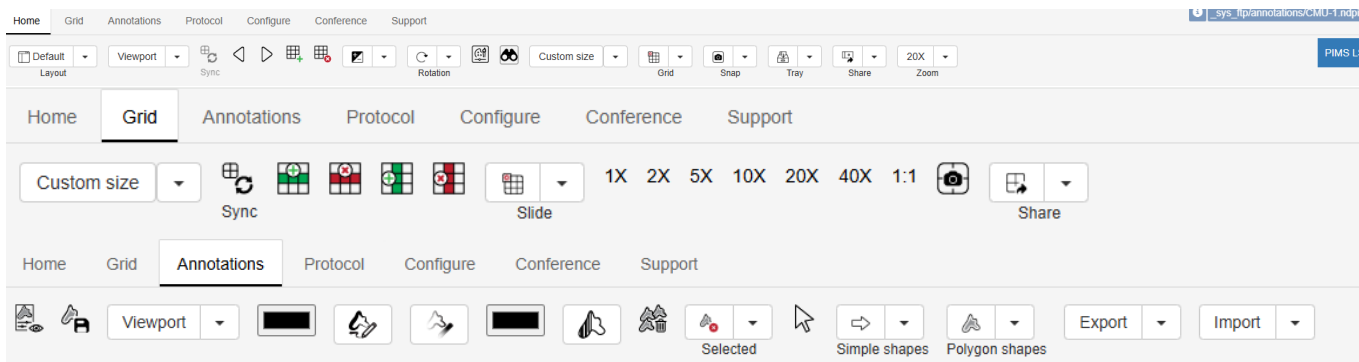 Home Grid Annotations Protocol Configure Conference Support
_sys_ftp/annotations/CMU-1.ndpi
Default Viewport Custom size 20X PIMS
Layout Sync Rotation Grid Snap Tray Share Zoom
Home Grid Annotations Protocol Configure Conference Support
Custom size 1X 2X 5X 10X 20X 40X 1:1
Sync Slide Share
Home Grid Annotations Protocol Configure Conference Support
Viewport Export Import
Selected Simple shapes Polygon shapes